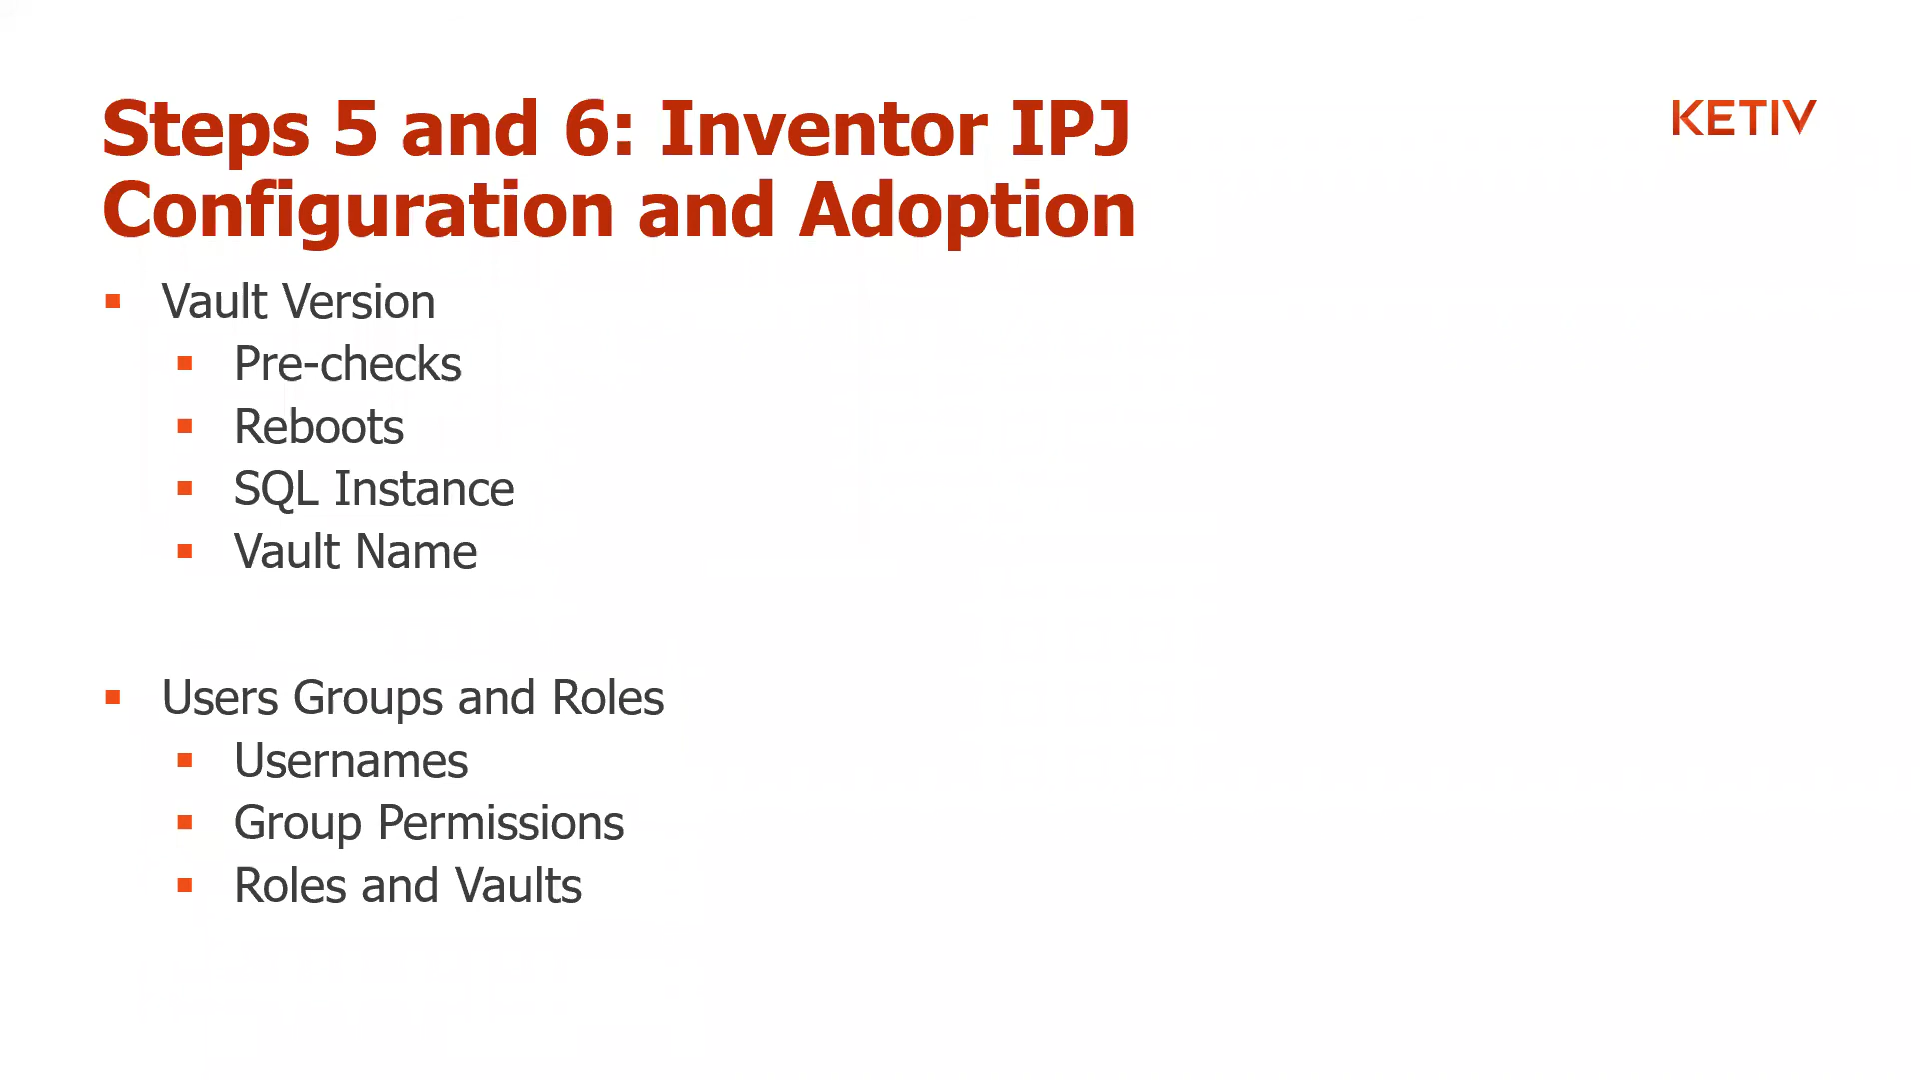 Steps 5 and 6: Inventor IPJ
Configuration and Adoption
KETIV
Vault Version
Pre-checks
Reboots
SQL Instance
Vault Name
Users Groups and Roles
Usernames
Group Permissions
Roles and Vaults